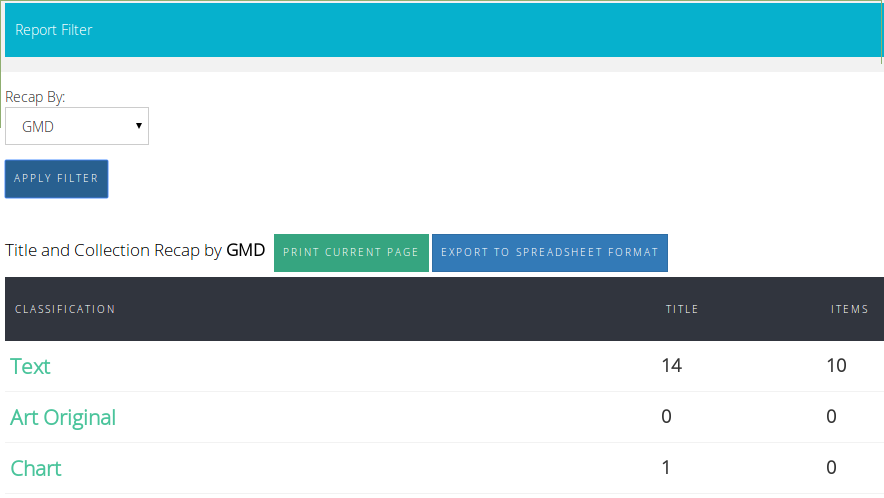 Report Filter
Recap By:
GMD
APPLY FILTER
Title and Collection Recap by GMD PRINT CURRENT PAGE EXPORT TO SPREADSHEET FORMAT
CLASSIFICATION TITLE ITEMS
Text 14 10
Art Original 0 0
Chart 1 0